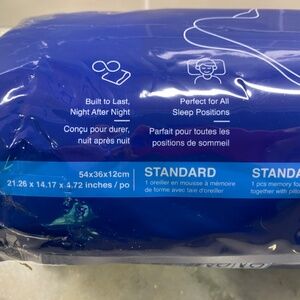 Built to Last,
Night After Night
Conçu pour durer,
nuit après nuit
Perfect for All
Sleep Positions
Parfait pour toutes les
positions de sommeil
54x36x12cm
21.26 x 14.17 x 4.72 inches / po
STANDARD
1 oreiller en mousse à mémoire
de forme avec taie d'oreiller
STANDA
1 pcs memory foa
together with pillo